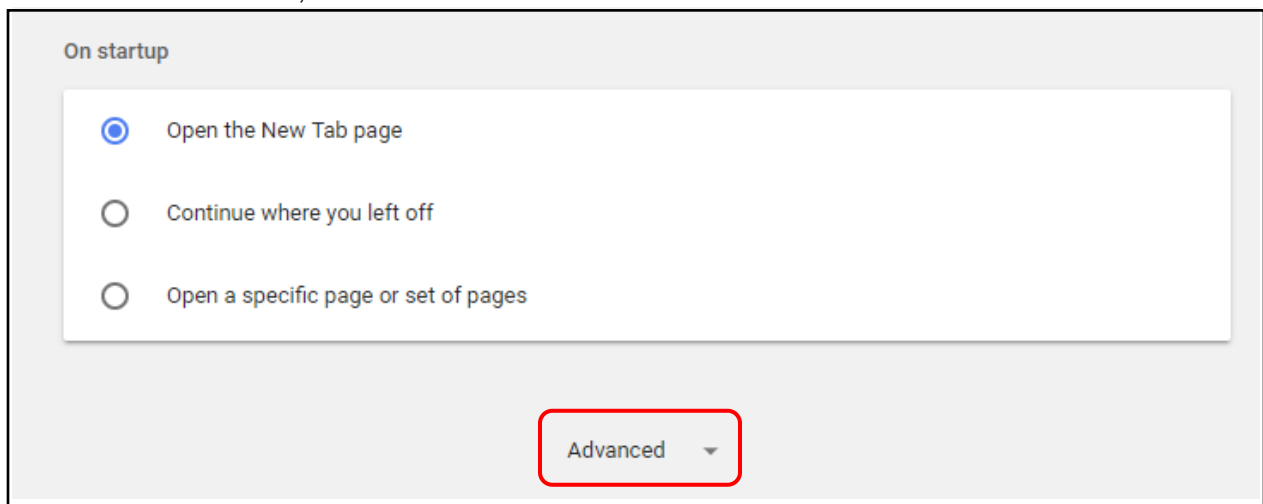 On startup
Open the New Tab page
Continue where you left off
Open a specific page or set of pages
Advanced